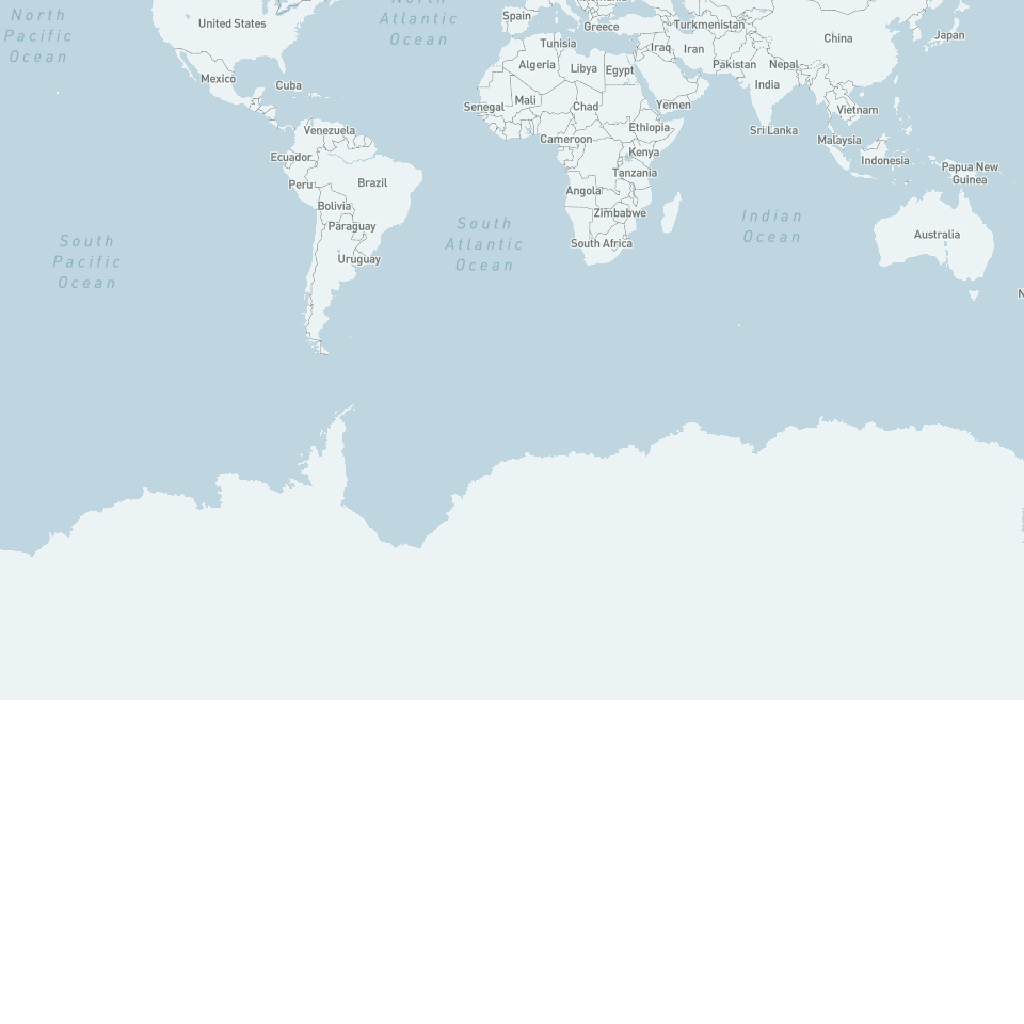 North
Pacific
Ocean
United States
Mexico
Cuba
Atlantic
Ocean
Spain
Greece
Turkmenistan
China
Japan
Tunisia
Iraq
Iran
Algeria
Libya
Egypt
Pakistan
Nepal
India
Senegal
Mali
Chad
Yemen
Vietnam
Venezuela
Cameroon
Ethiopia
Sri Lanka
Malaysia
Ecuador
Kenya
Indonesia
Peru
Brazil
Tanzania
Papua New
Guinea
Bolivia
Angola
Zimbabwe
Paraguay
South
Atlantic
Ocean
Indian
Ocean
South Africa
Australia
South
Pacific
Ocean
Uruguay